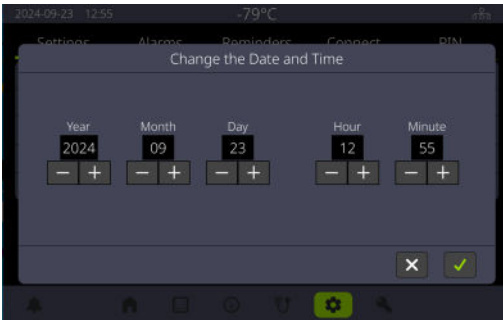 2024-09-23 12:55 -79°C
Settings Alarms Reminders Connect PIN
Change the Date and Time
Year Month Day Hour Minute
2024 09 23 12 55
− + − + − + − + − +